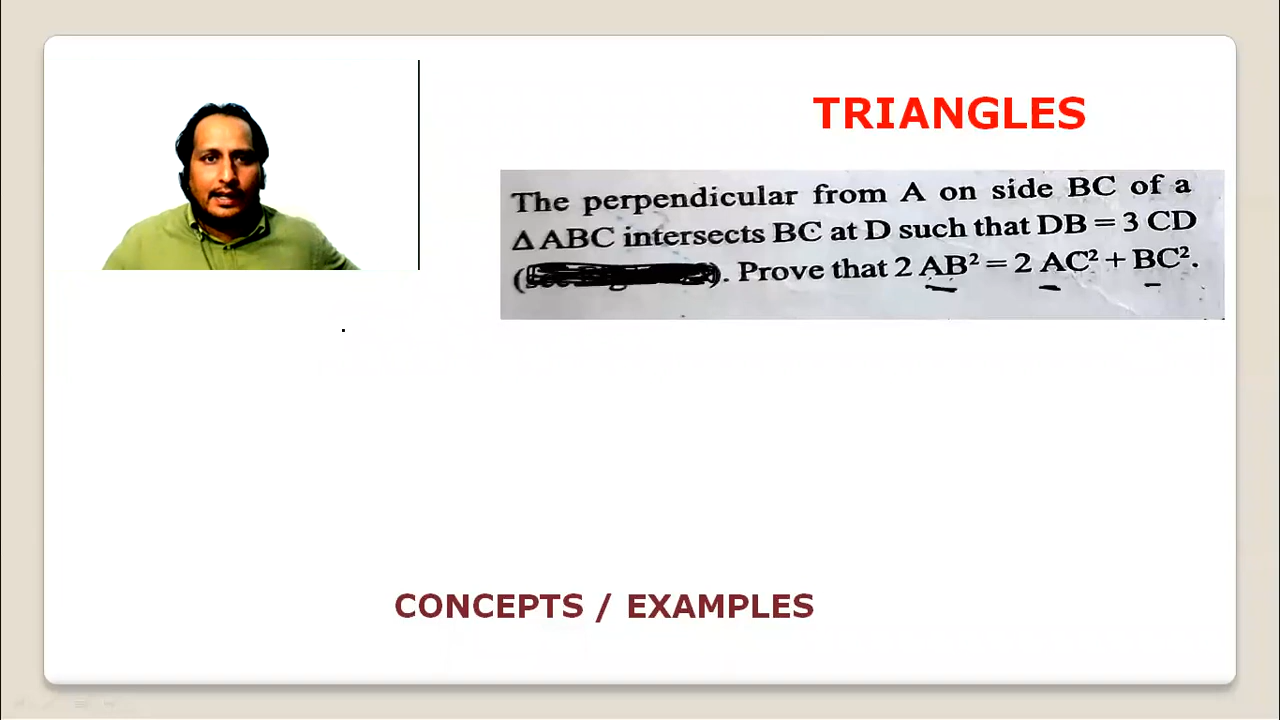 TRIANGLES
The perpendicular from A on side BC of a
Δ ABC intersects BC at D such that DB = 3 CD
( ). Prove that 2 AB² = 2 AC² + BC².
CONCEPTS / EXAMPLES